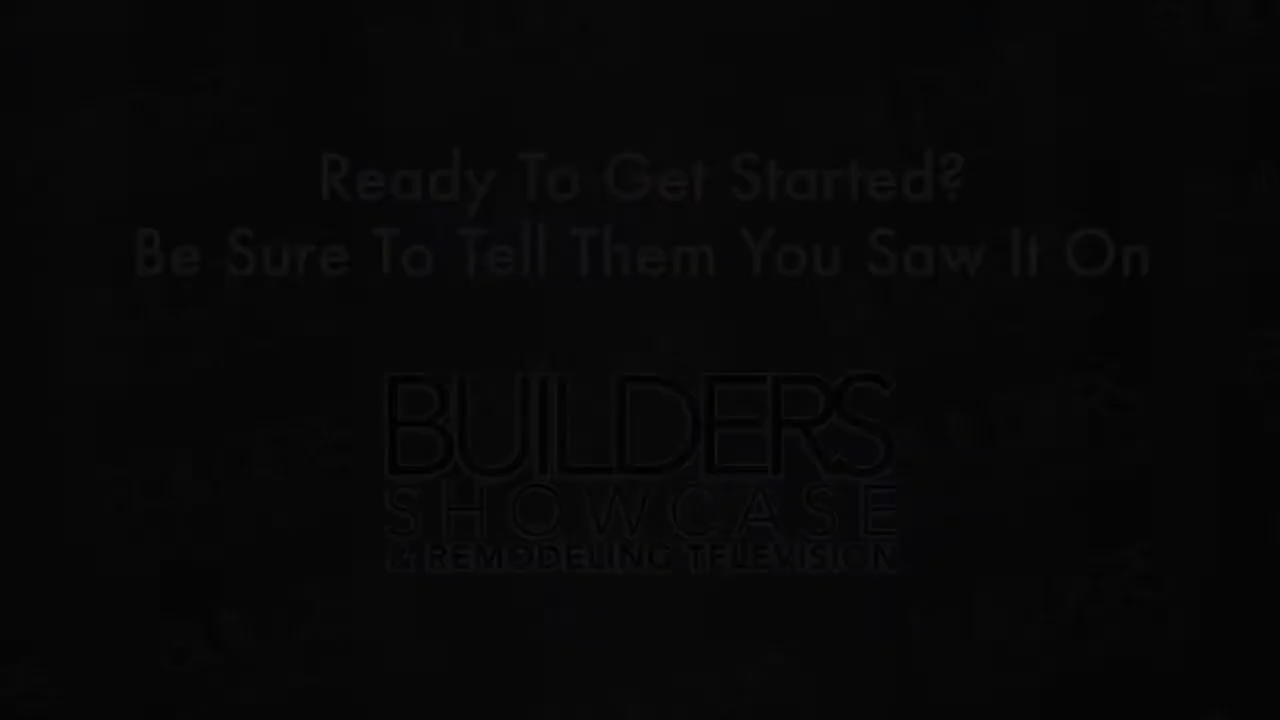 Ready To Get Started?
Be Sure To Tell Them You Saw It On
BUILDERS
SHOWCASE
& REMODELING TELEVISION